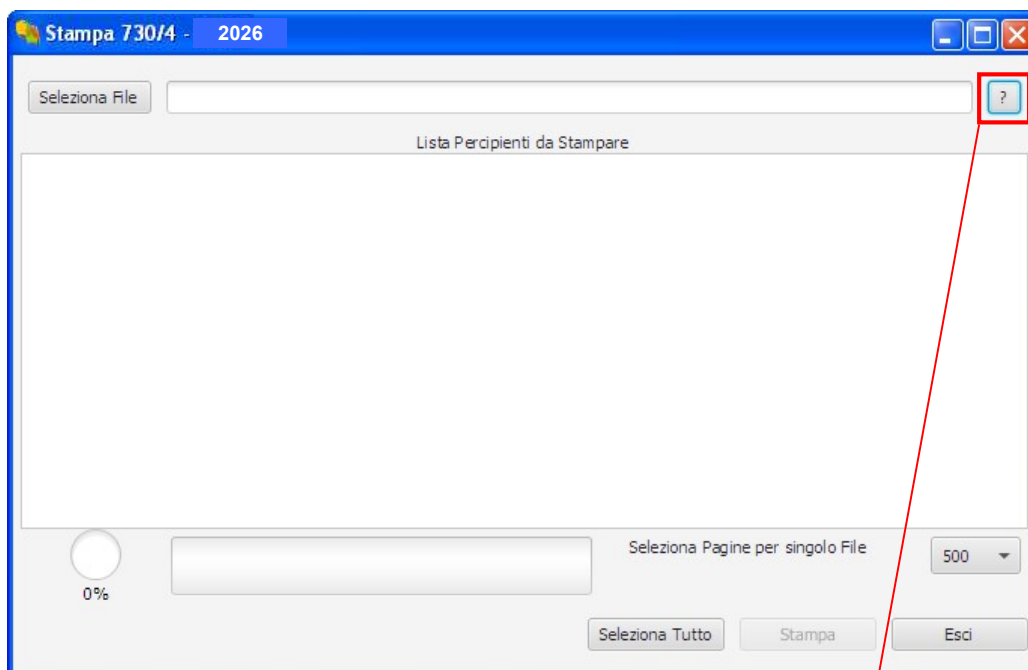 Stampa 730/4 - 2026
Seleziona File
?
Lista Percipienti da Stampare
Seleziona Pagine per singolo File
500
0%
Seleziona Tutto
Stampa
Esci